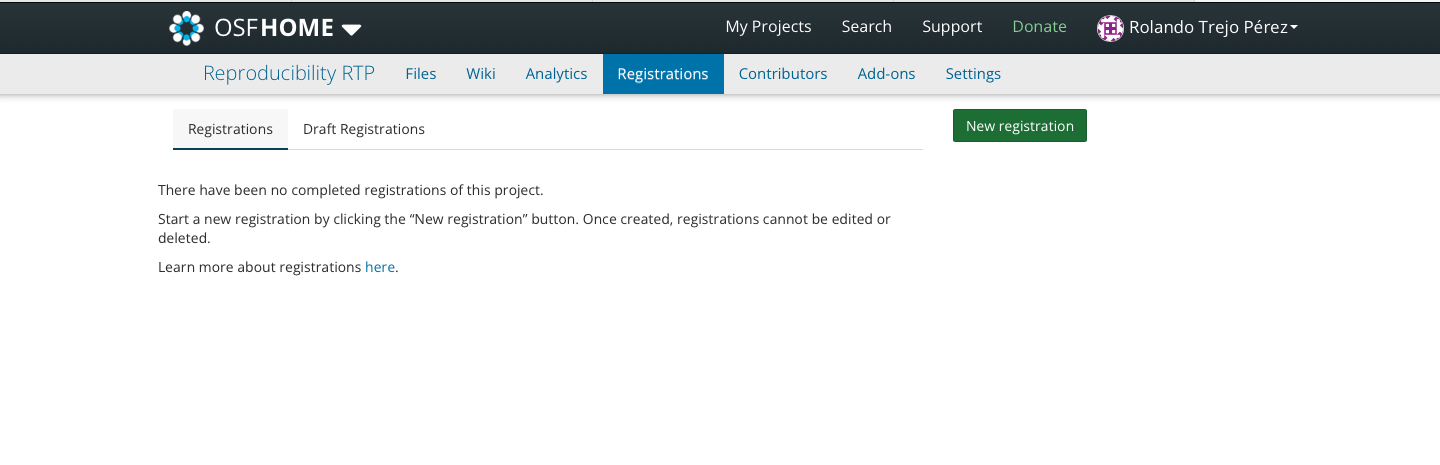 OSFHOME My Projects Search Support Donate Rolando Trejo Pérez
Reproducibility RTP Files Wiki Analytics Registrations Contributors Add-ons Settings
Registrations Draft Registrations New registration
There have been no completed registrations of this project.
Start a new registration by clicking the “New registration” button. Once created, registrations cannot be edited or
deleted.
Learn more about registrations here.